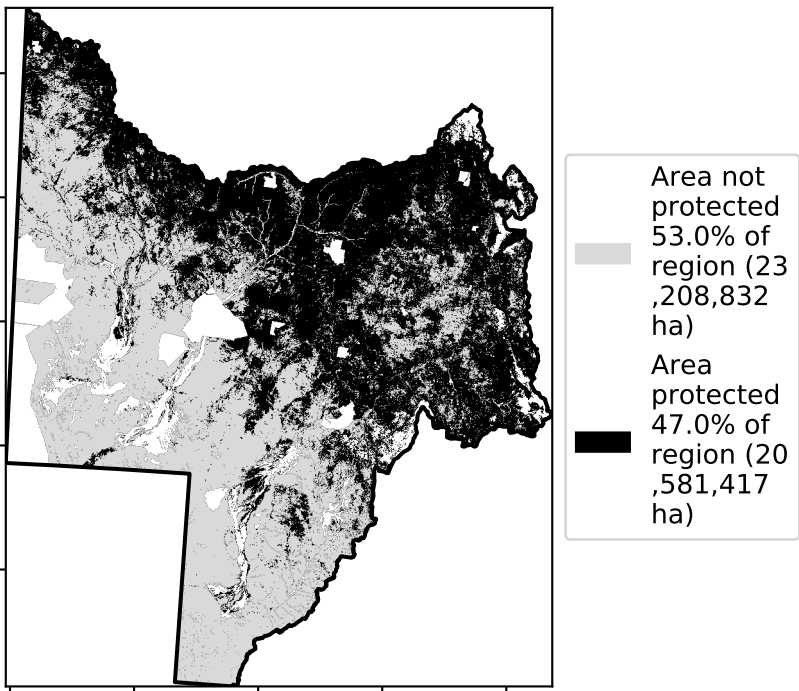 Area not
protected
53.0% of
region (23
,208,832
ha)
Area
protected
47.0% of
region (20
,581,417
ha)